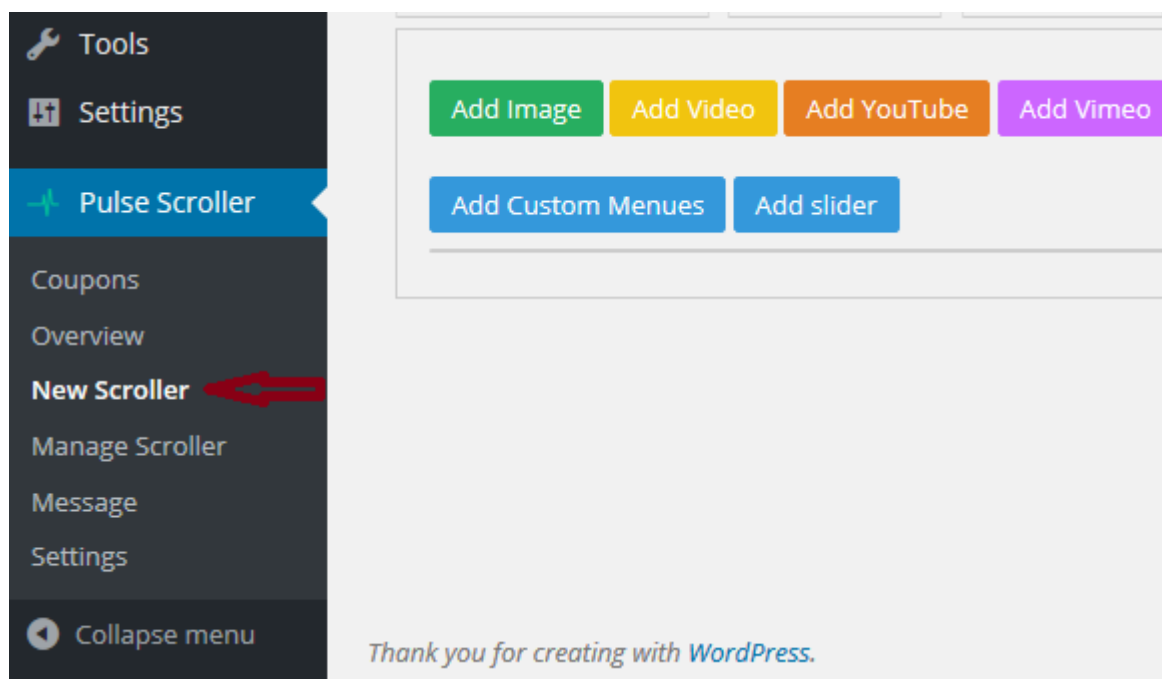 Tools
Settings
Pulse Scroller
Coupons
Overview
New Scroller
Manage Scroller
Message
Settings
Collapse menu
Add Image Add Video Add YouTube Add Vimeo
Add Custom Menues Add slider
Thank you for creating with WordPress.